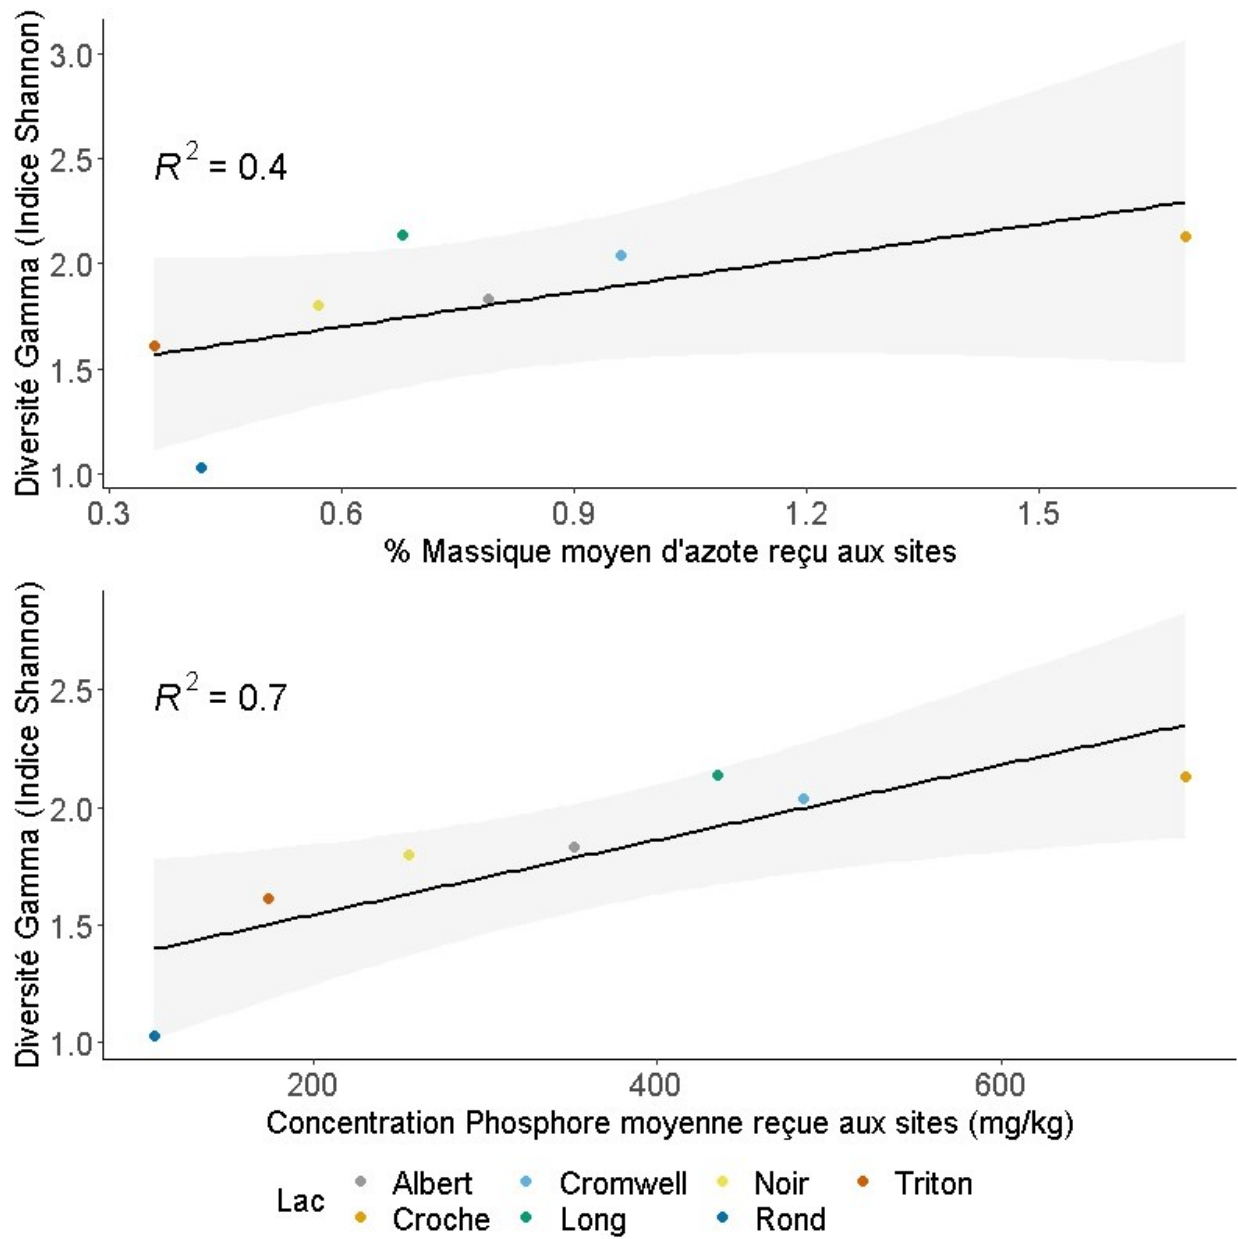 Diversité Gamma (Indice Shannon)
3.0
2.5
2.0
1.5
1.0
R² = 0.4
0.3 0.6 0.9 1.2 1.5
% Massique moyen d'azote reçu aux sites
Diversité Gamma (Indice Shannon)
2.5
2.0
1.5
1.0
R² = 0.7
200 400 600
Concentration Phosphore moyenne reçue aux sites (mg/kg)
Lac
Albert Cromwell Noir Triton
Croche Long Rond